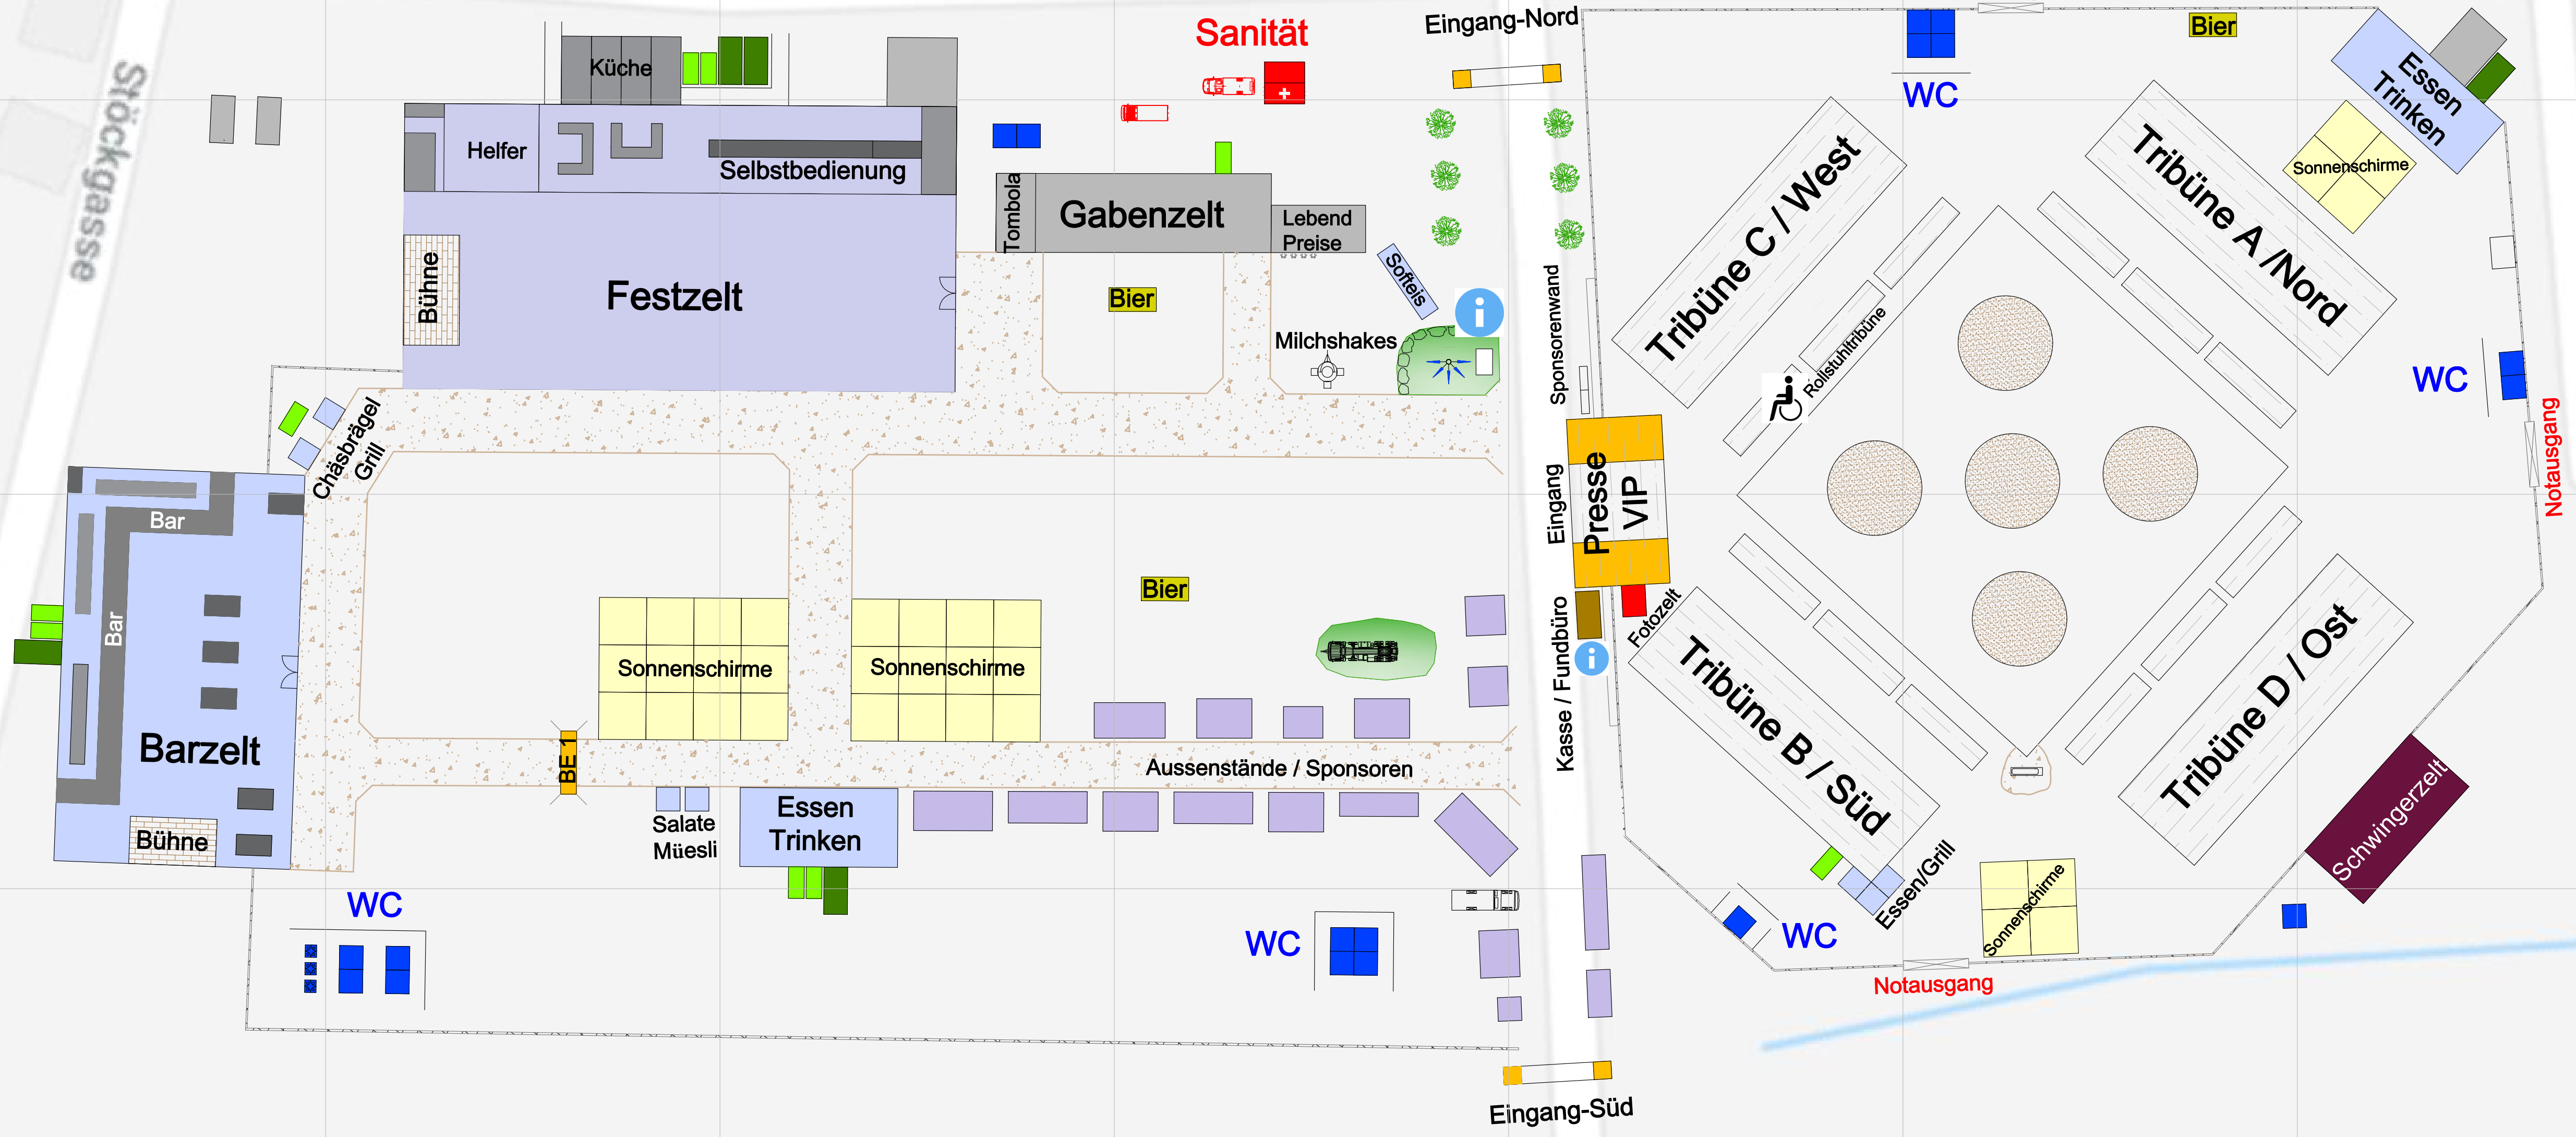 Stöckgasse
Küche
Helfer
Selbstbedienung
Bühne
Festzelt
Sanität
Eingang-Nord
Tombola
Gabenzelt
Lebend
Preise
Bier
Softeis
i
Milchshakes
Chäsbrägel
Grill
Bar
Bar
Barzelt
Bühne
WC
BE 1
Sonnenschirme
Sonnenschirme
Bier
Salate
Müesli
Essen
Trinken
Aussenstände / Sponsoren
WC
Sponsorenwand
Eingang
Presse
VIP
Kasse / Fundbüro
i
Fotozelt
Eingang-Süd
WC
Bier
Essen
Trinken
Sonnenschirme
Tribüne C / West
Tribüne A /Nord
Rollstuhltribüne
WC
Notausgang
Tribüne B / Süd
Tribüne D / Ost
Schwingerzelt
Essen/Grill
Sonnenschirme
WC
Notausgang